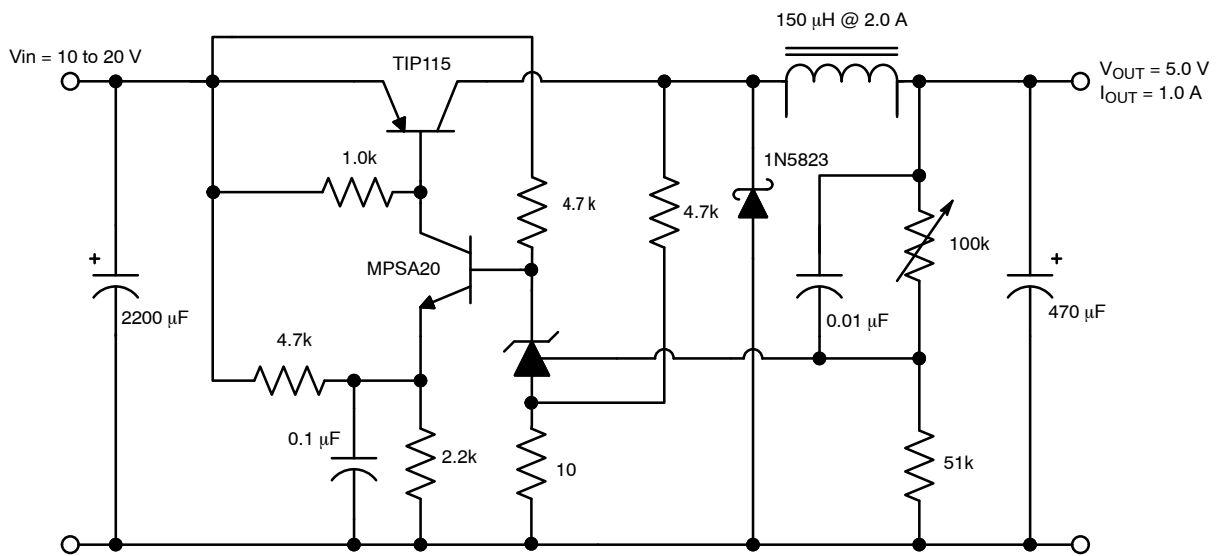 150 μH @ 2.0 A
Vin = 10 to 20 V
TIP115
V_OUT = 5.0 V
I_OUT = 1.0 A
1.0k
1N5823
4.7 k
4.7k
100k
MPSA20
+
+
2200 μF
0.01 μF
470 μF
4.7k
0.1 μF
2.2k
10
51k